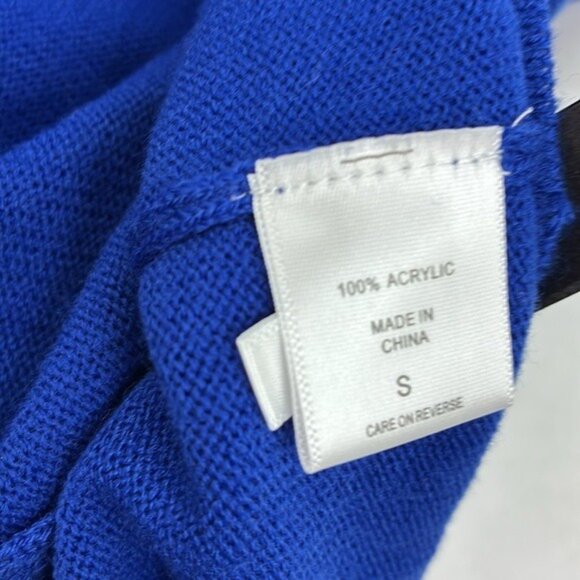 100% ACRYLIC
MADE IN
CHINA
S
CARE ON REVERSE